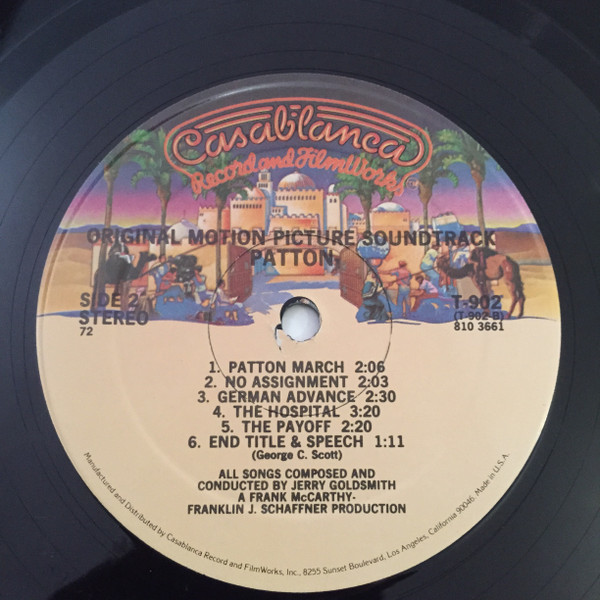 Casablanca
Record and FilmWorks
ORIGINAL MOTION PICTURE SOUNDTRACK
PATTON
SIDE 2
STEREO
72
T-902
(T-902-B)
810 3661
1. PATTON MARCH 2:06
2. NO ASSIGNMENT 2:03
3. GERMAN ADVANCE 2:30
4. THE HOSPITAL 3:20
5. THE PAYOFF 2:20
6. END TITLE & SPEECH 1:11
(George C. Scott)
ALL SONGS COMPOSED AND
CONDUCTED BY JERRY GOLDSMITH
A FRANK McCARTHY-
FRANKLIN J. SCHAFFNER PRODUCTION
Manufactured and Distributed by Casablanca Record and FilmWorks, Inc., 8255 Sunset Boulevard, Los Angeles, California 90046. Made in U.S.A.